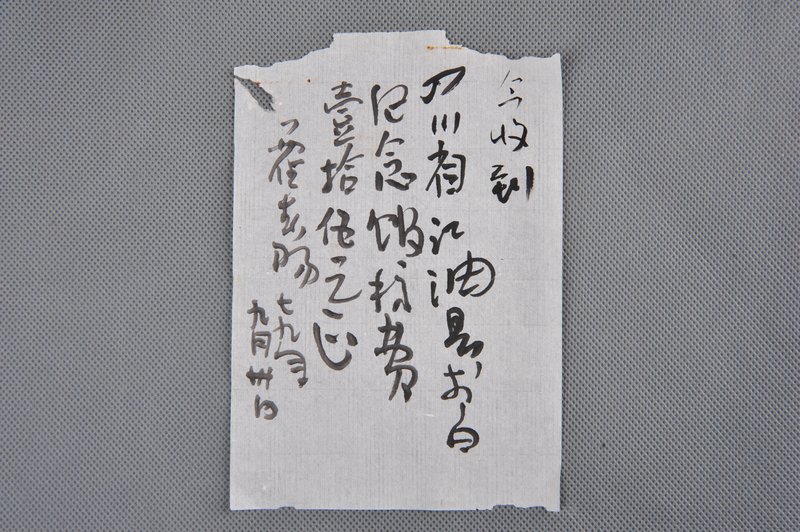 今收到
四川省江油县李白
纪念馆稿费
壹拾伍元正
七九年
九月卅日